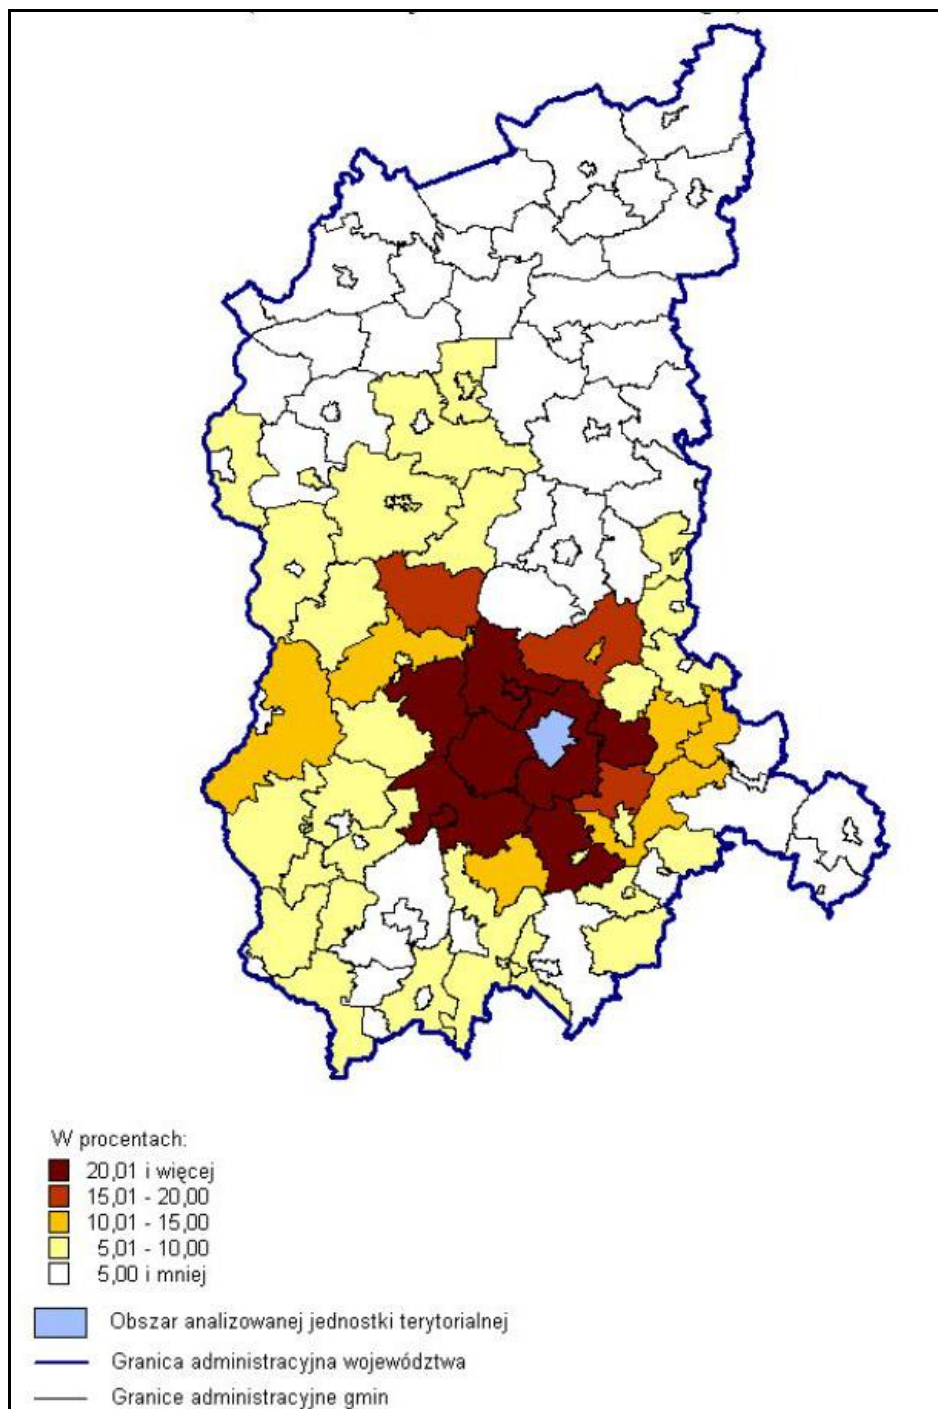 W procentach:
20,01 i więcej
15,01 - 20,00
10,01 - 15,00
5,01 - 10,00
5,00 i mniej
Obszar analizowanej jednostki terytorialnej
Granica administracyjna województwa
Granice administracyjne gmin